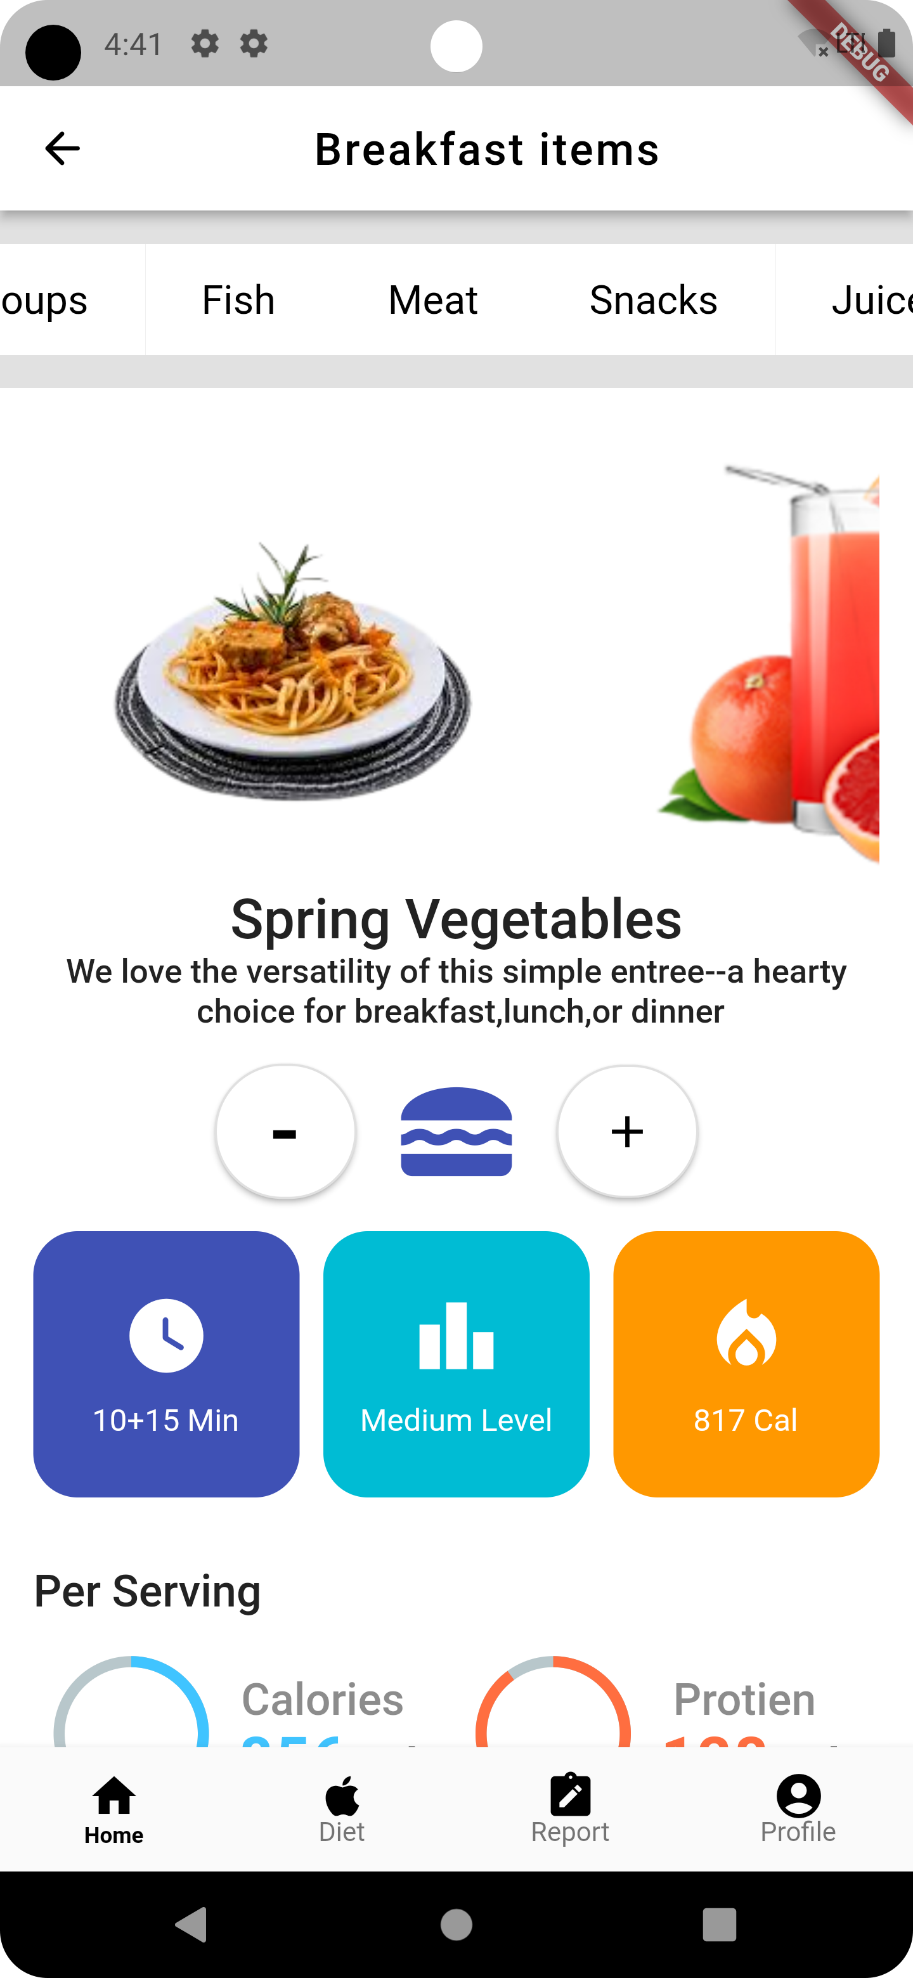 4:41
DEBUG
Breakfast items
oups Fish Meat Snacks Juice
Spring Vegetables
We love the versatility of this simple entree--a hearty
choice for breakfast,lunch,or dinner
- +
10+15 Min Medium Level 817 Cal
Per Serving
Calories Protien
Home Diet Report Profile